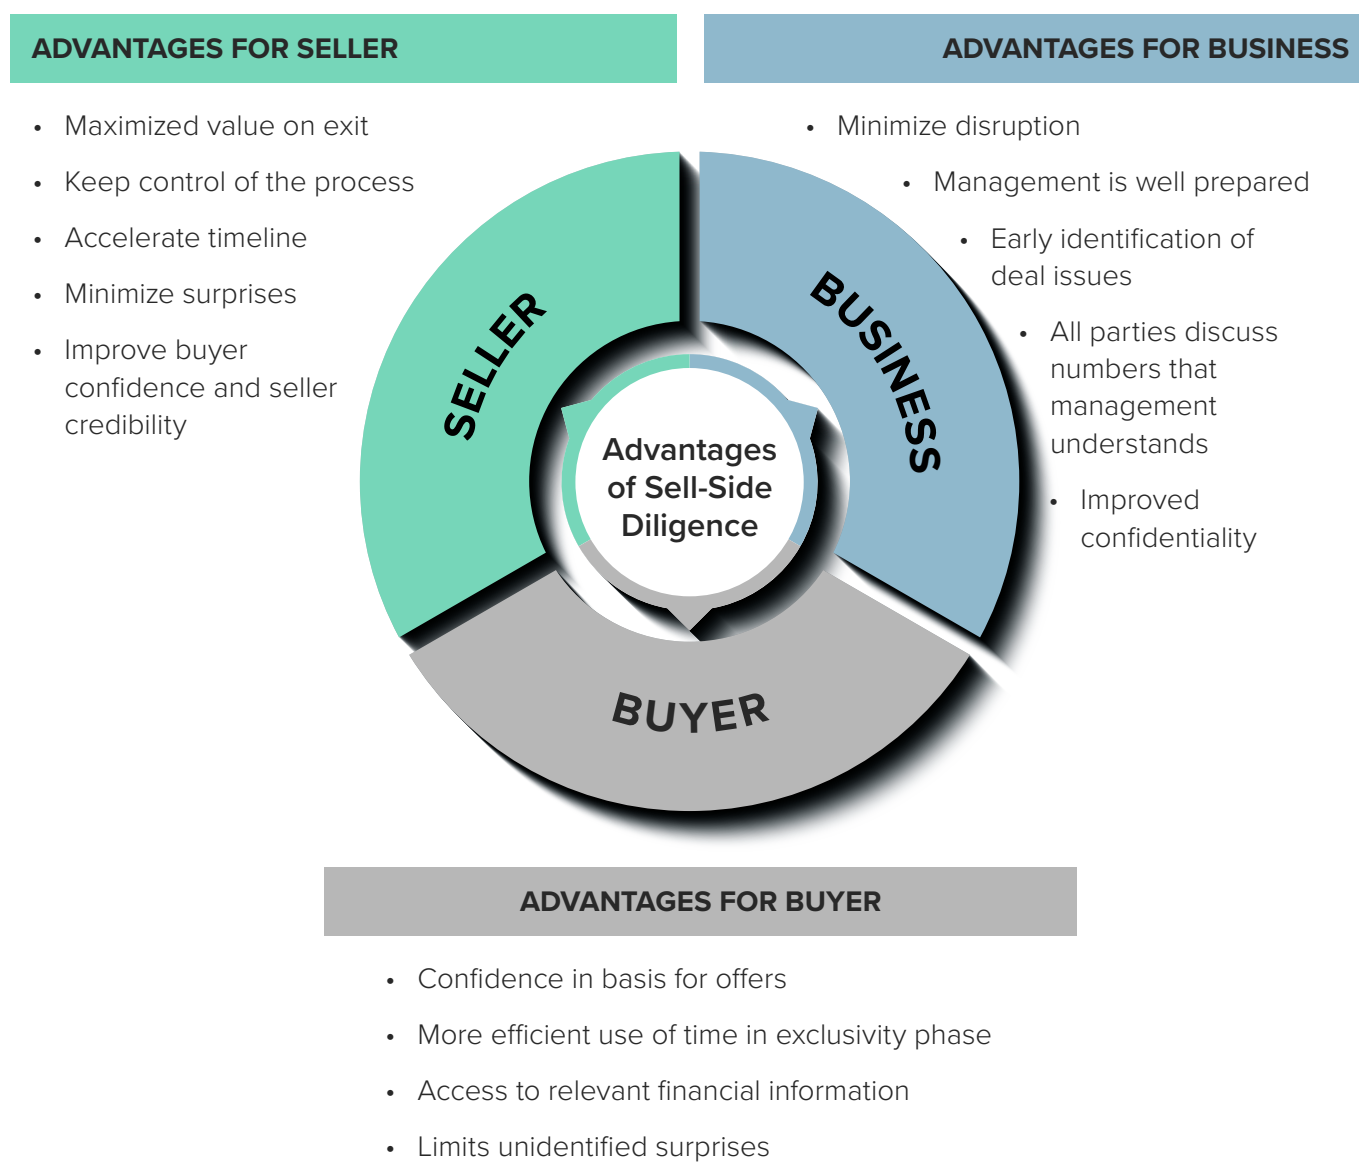 ADVANTAGES FOR SELLER
• Maximized value on exit
• Keep control of the process
• Accelerate timeline
• Minimize surprises
• Improve buyer
confidence and seller
credibility
ADVANTAGES FOR BUSINESS
• Minimize disruption
• Management is well prepared
• Early identification of
deal issues
• All parties discuss
numbers that
management
understands
• Improved
confidentiality
SELLER
BUSINESS
Advantages
of Sell-Side
Diligence
BUYER
ADVANTAGES FOR BUYER
• Confidence in basis for offers
• More efficient use of time in exclusivity phase
• Access to relevant financial information
• Limits unidentified surprises